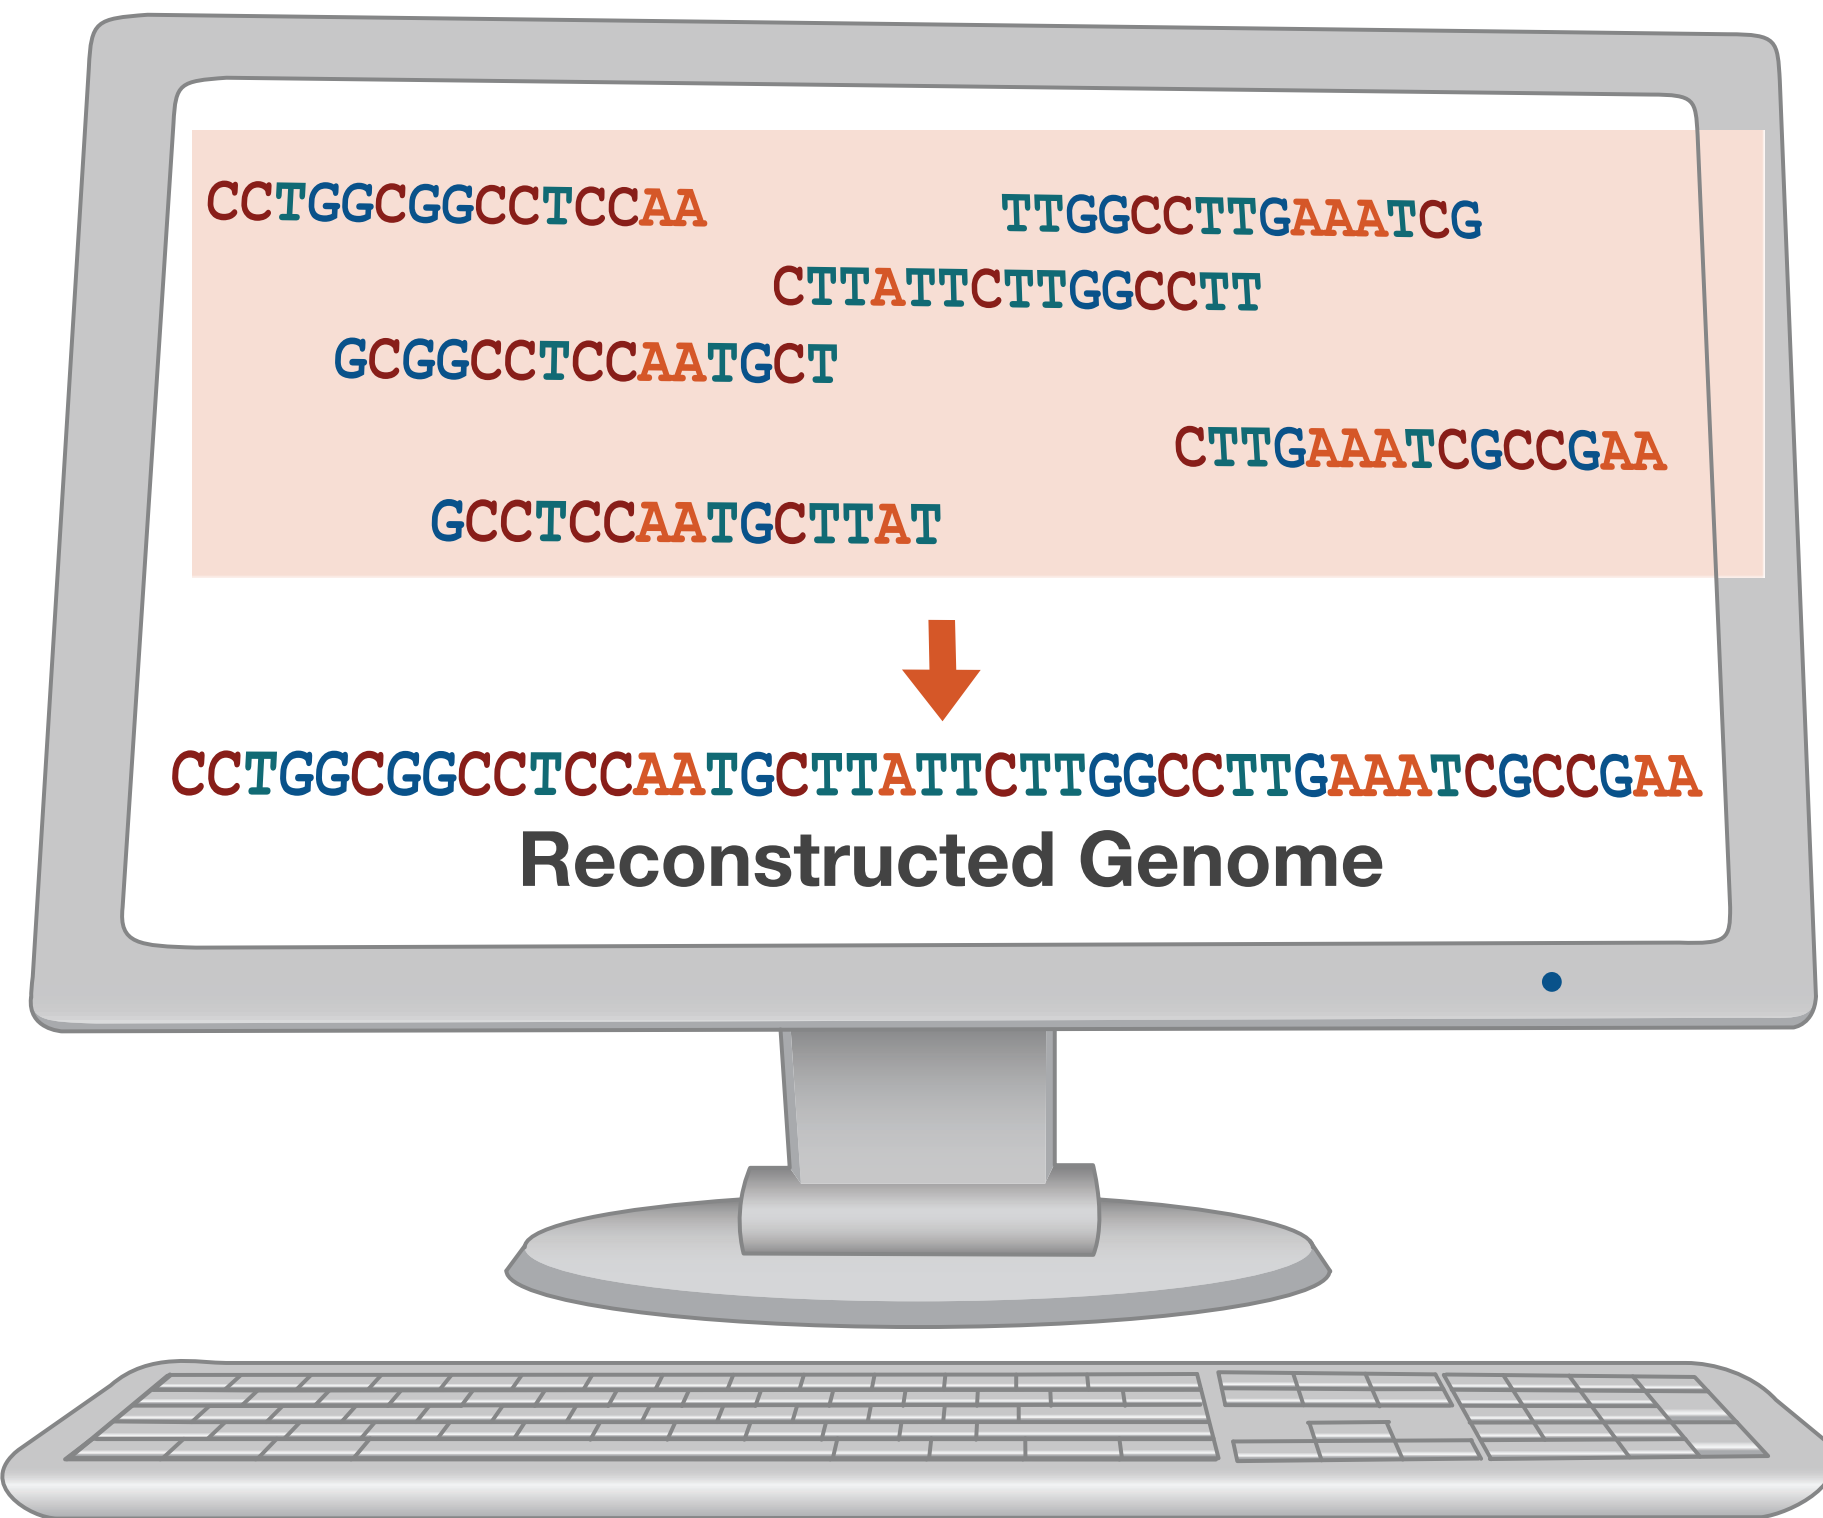 CCTGGCGGCCTCCAA
TTGGCCTTGAAATCG
CTTATTCTTGGCCTT
GCGGCCTCCAATGCT
CTTGAAATCGCCGAA
GCCTCCAATGCTTAT
CCTGGCGGCCTCCAATGCTTATTCTTGGCCTTGAAATCGCCGAA
Reconstructed Genome